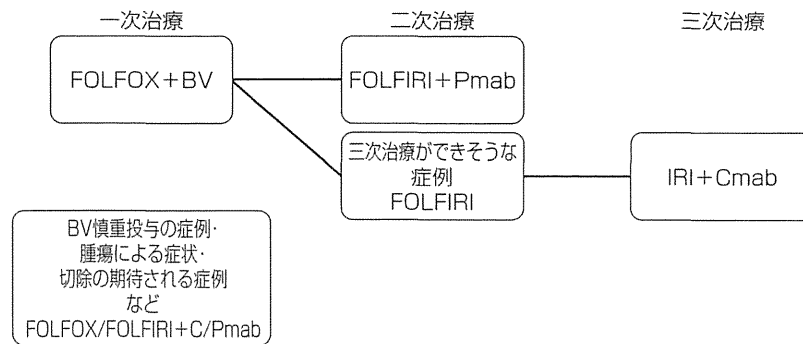 一次治療
二次治療
三次治療
FOLFOX+BV
FOLFIRI+Pmab
三次治療ができそうな
症例
FOLFIRI
IRI+Cmab
BV慎重投与の症例･
腫瘍による症状･
切除の期待される症例
など
FOLFOX/FOLFIRI+C/Pmab